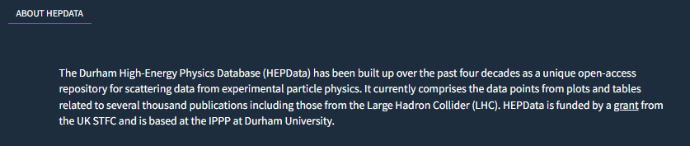 ABOUT HEPDATA
The Durham High-Energy Physics Database (HEPData) has been built up over the past four decades as a unique open-access
repository for scattering data from experimental particle physics. It currently comprises the data points from plots and tables
related to several thousand publications including those from the Large Hadron Collider (LHC). HEPData is funded by a grant from
the UK STFC and is based at the IPPP at Durham University.